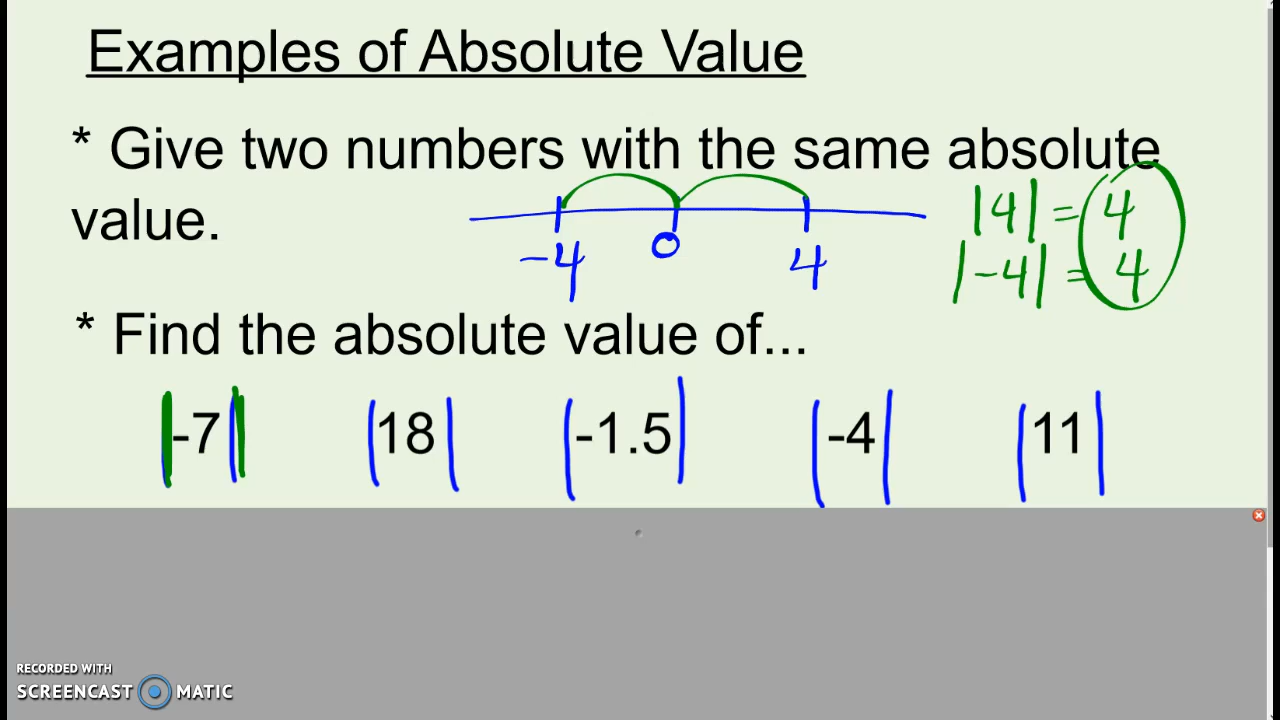 Examples of Absolute Value
* Give two numbers with the same absolute
value.
-4 0 4
|4| = 4
|-4| = 4
* Find the absolute value of...
|-7| |18| |-1.5| |-4| |11|
RECORDED WITH
SCREENCAST MATIC